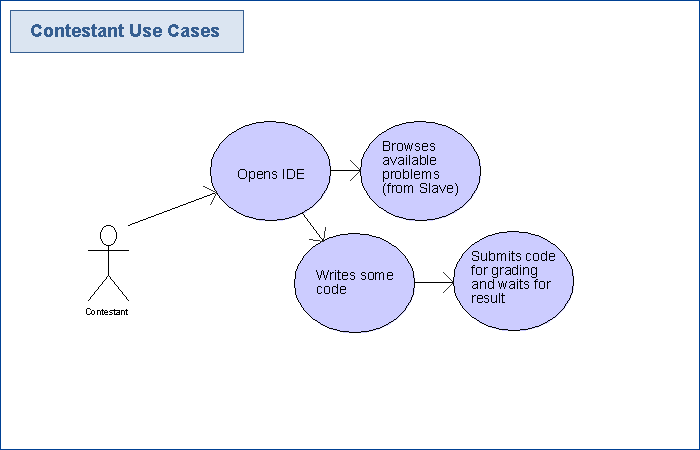 Contestant Use Cases
Opens IDE
Browses
available
problems
(from Slave)
Writes some
code
Submits code
for grading
and waits for
result
Contestant